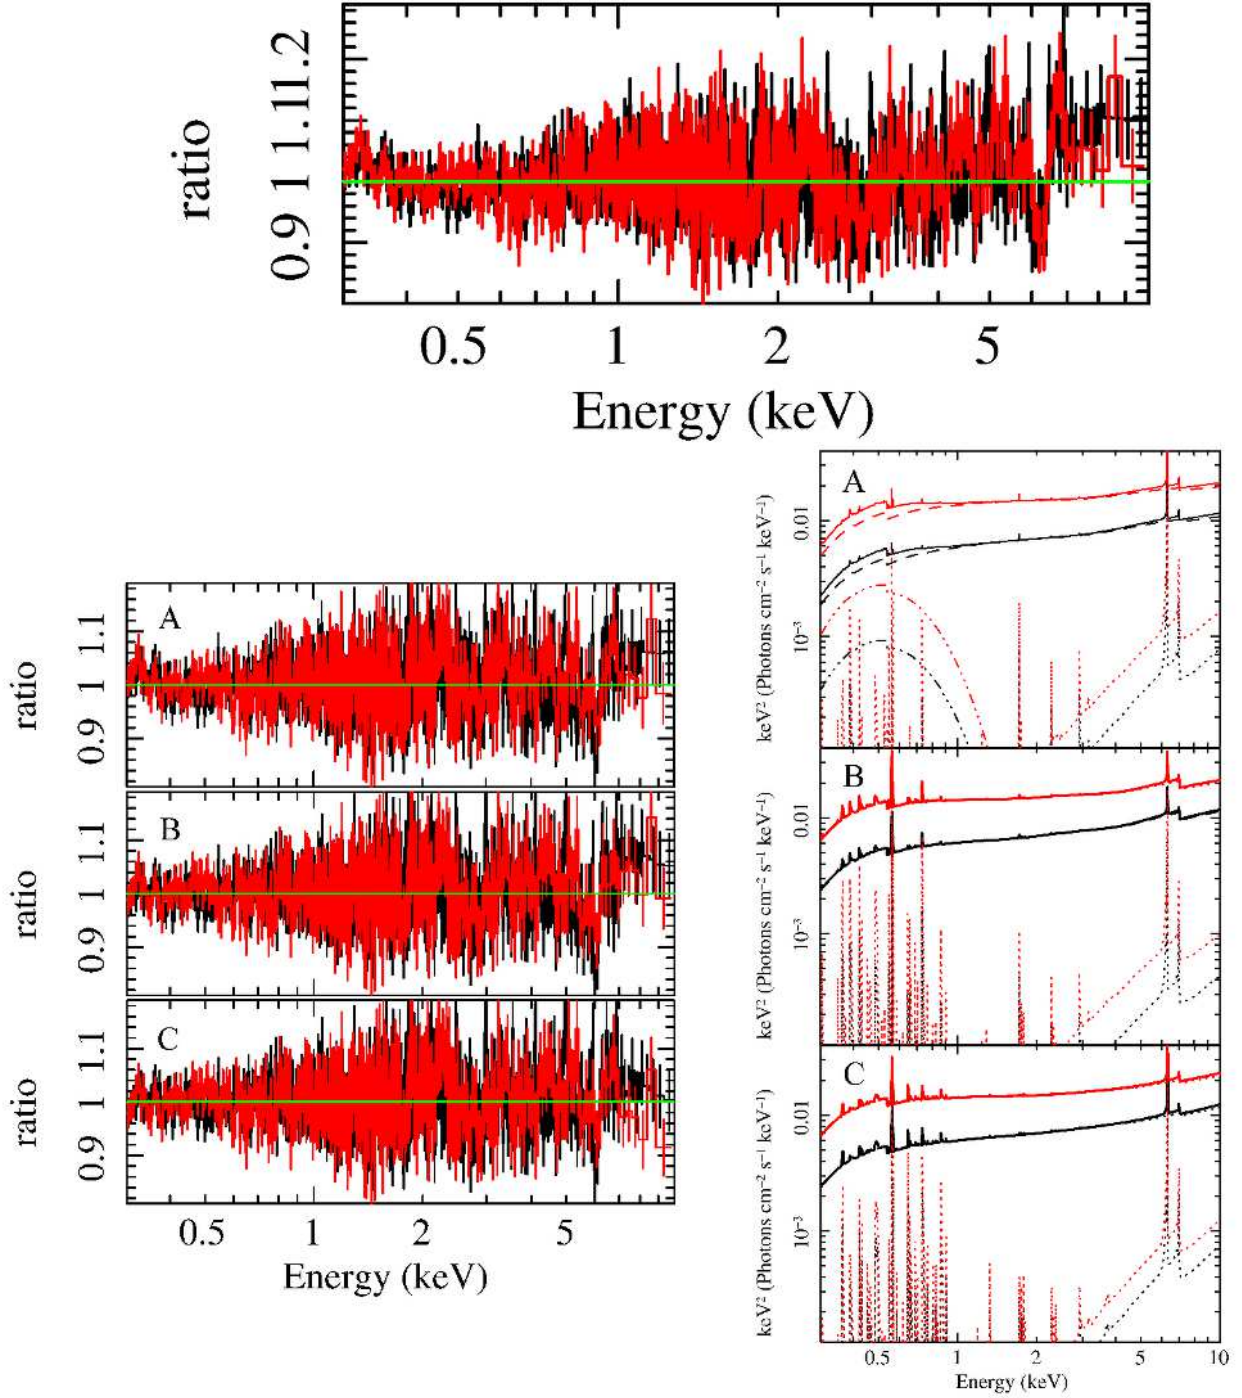 ratio
0.9 1 1.11.2
0.5 1 2 5
Energy (keV)
A
ratio
0.9 1 1.1
B
ratio
0.9 1 1.1
C
ratio
0.9 1 1.1
0.5 1 2 5
Energy (keV)
A
keV² (Photons cm⁻² s⁻¹ keV⁻¹)
10⁻³ 0.01
B
keV² (Photons cm⁻² s⁻¹ keV⁻¹)
10⁻³ 0.01
C
keV² (Photons cm⁻² s⁻¹ keV⁻¹)
10⁻³ 0.01
0.5 1 2 5 10
Energy (keV)